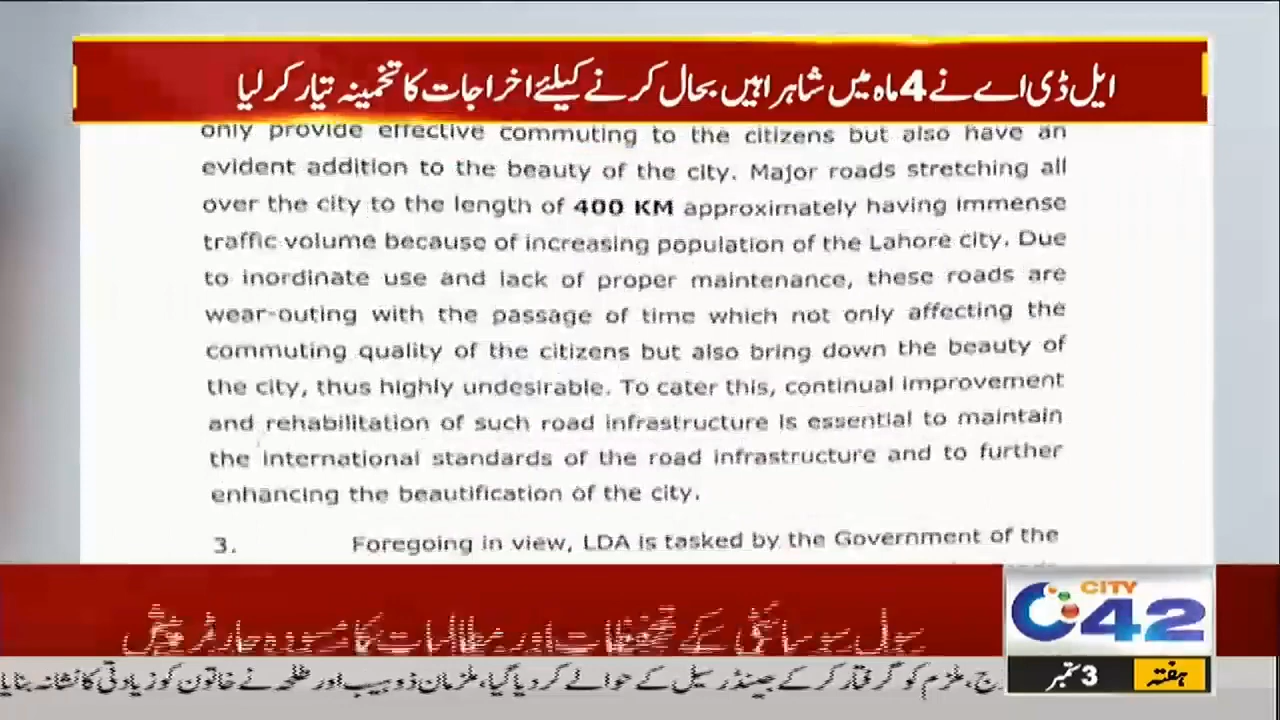 ایل ڈی اے نے 4 ماہ میں شاہراہیں بحال کرنے کیلئے اخراجات کا تخمینہ تیار کر لیا
only provide effective commuting to the citizens but also have an
evident addition to the beauty of the city. Major roads stretching all
over the city to the length of 400 KM approximately having immense
traffic volume because of increasing population of the Lahore city. Due
to inordinate use and lack of proper maintenance, these roads are
wear-outing with the passage of time which not only affecting the
commuting quality of the citizens but also bring down the beauty of
the city, thus highly undesirable. To cater this, continual improvement
and rehabilitation of such road infrastructure is essential to maintain
the international standards of the road infrastructure and to further
enhancing the beautification of the city.
3. Foregoing in view, LDA is tasked by the Government of the
CITY
42
سول سوسائٹی کے تحفظات اور مطالبات کا مسودہ چارٹر پیش
ہفتہ
3 ستمبر
ج، ملزم کو گرفتار کر کے جینڈر سیل کے حوالے کر دیا گیا، ملزمان ذوہیب اور طلحہ نے خاتون کو زیادتی کا نشانہ بنایا